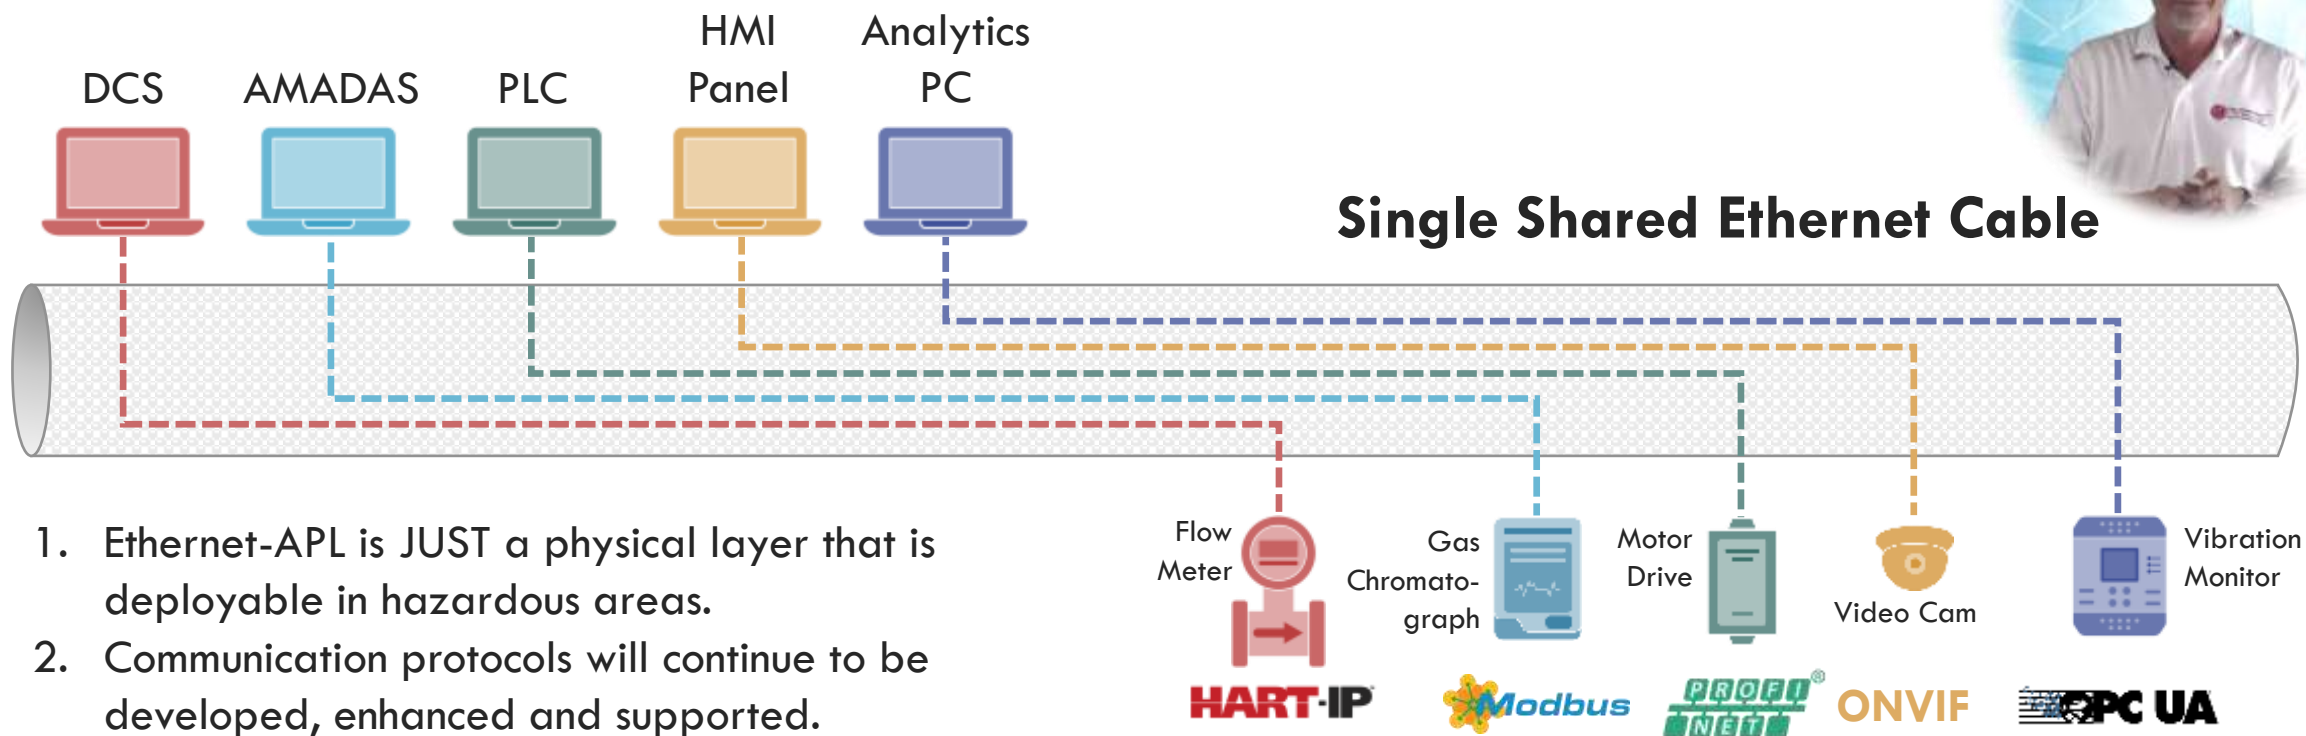 HMI
Panel
Analytics
PC
DCS
AMADAS
PLC
Single Shared Ethernet Cable
1. Ethernet-APL is JUST a physical layer that is
deployable in hazardous areas.
2. Communication protocols will continue to be
developed, enhanced and supported.
Flow
Meter
Gas
Chromato-
graph
Motor
Drive
Video Cam
Vibration
Monitor
HART-IP
Modbus
PROFI
NET
®
ONVIF
OPC UA